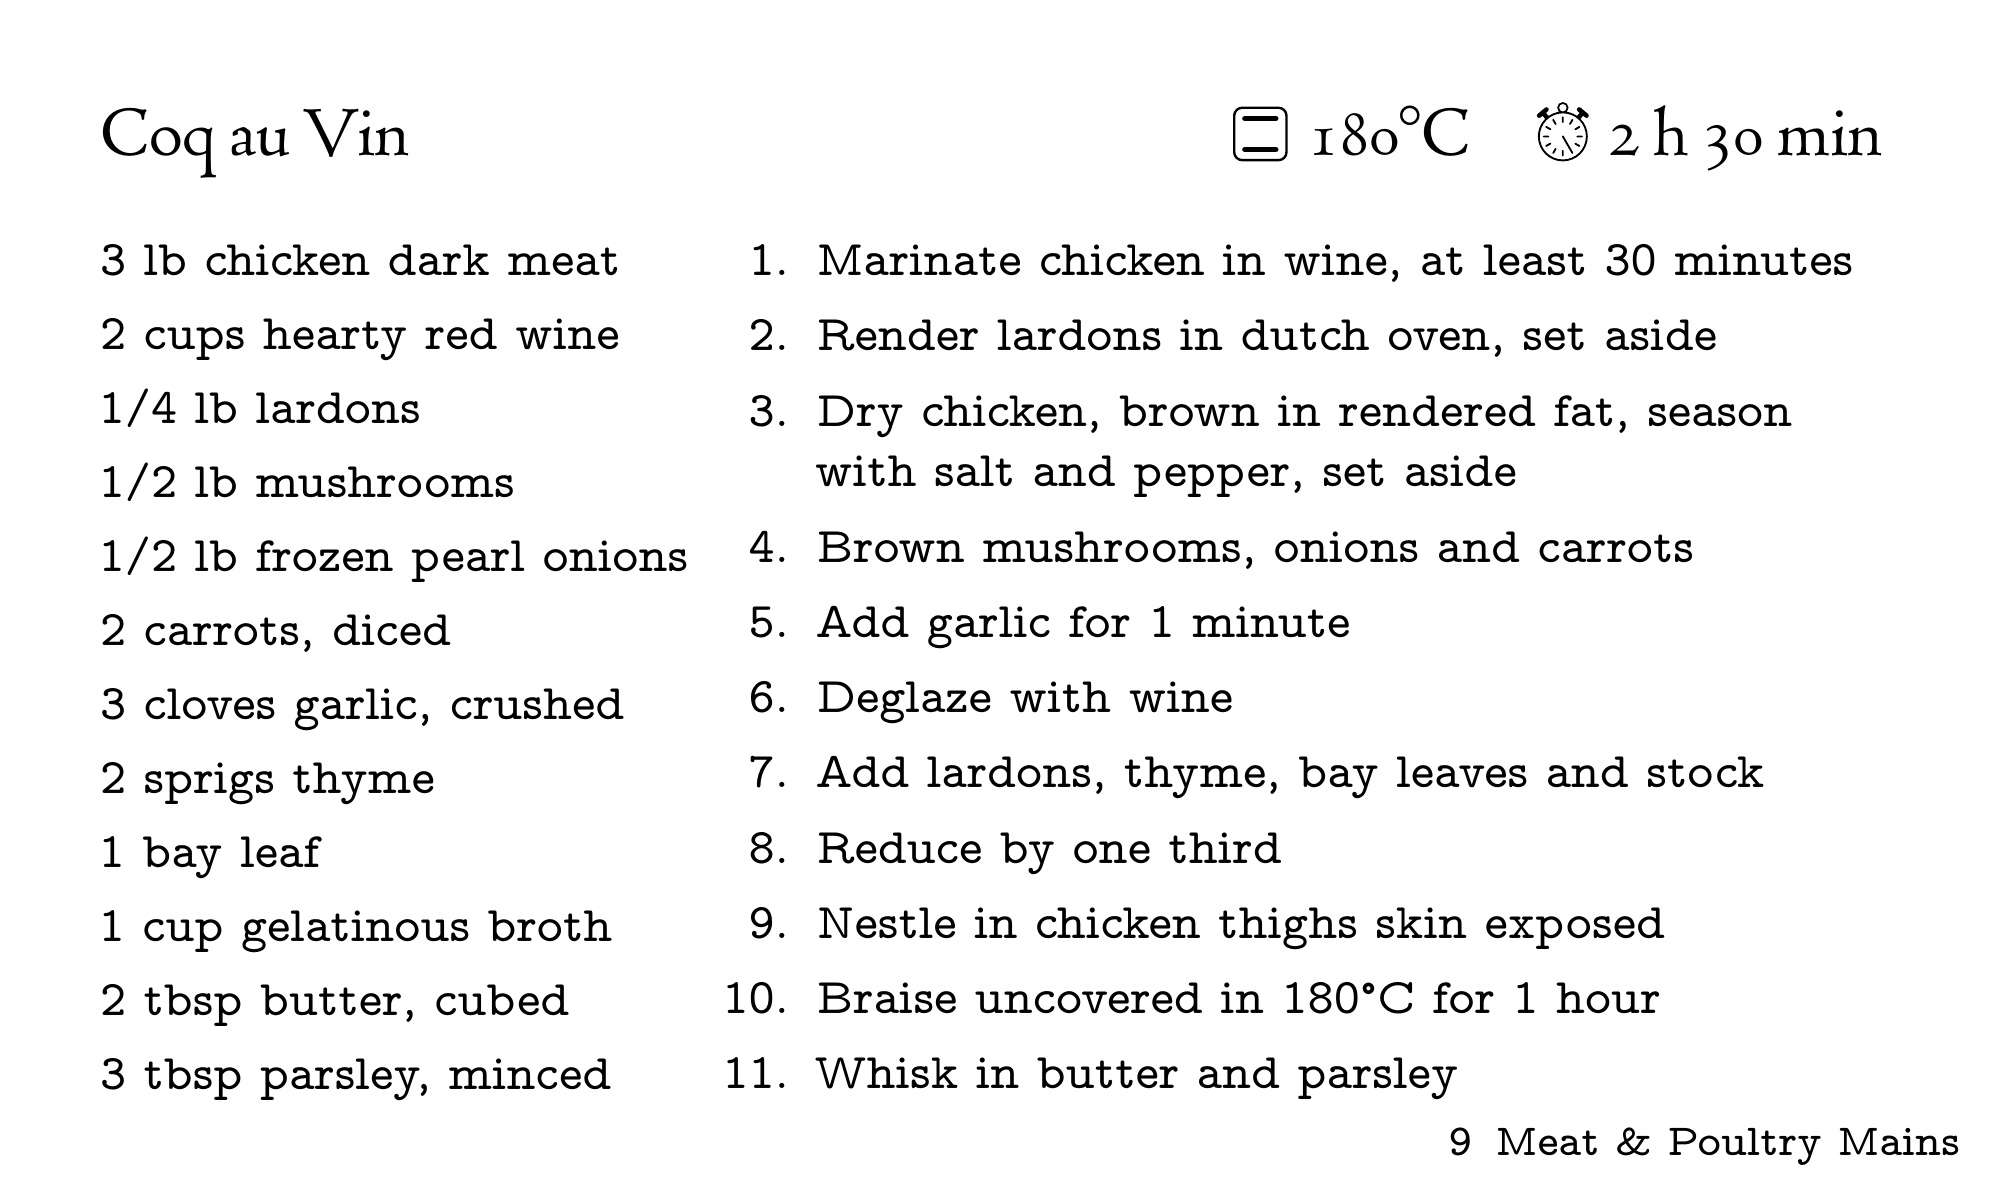 Coq au Vin
180°C
2 h 30 min
3 lb chicken dark meat
2 cups hearty red wine
1/4 lb lardons
1/2 lb mushrooms
1/2 lb frozen pearl onions
2 carrots, diced
3 cloves garlic, crushed
2 sprigs thyme
1 bay leaf
1 cup gelatinous broth
2 tbsp butter, cubed
3 tbsp parsley, minced
1. Marinate chicken in wine, at least 30 minutes
2. Render lardons in dutch oven, set aside
3. Dry chicken, brown in rendered fat, season
with salt and pepper, set aside
4. Brown mushrooms, onions and carrots
5. Add garlic for 1 minute
6. Deglaze with wine
7. Add lardons, thyme, bay leaves and stock
8. Reduce by one third
9. Nestle in chicken thighs skin exposed
10. Braise uncovered in 180°C for 1 hour
11. Whisk in butter and parsley
9 Meat & Poultry Mains